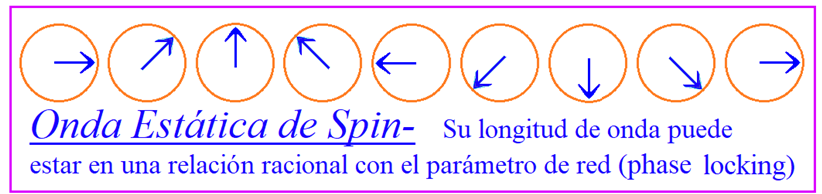 Onda Estática de Spin- Su longitud de onda puede
estar en una relación racional con el parámetro de red (phase locking)